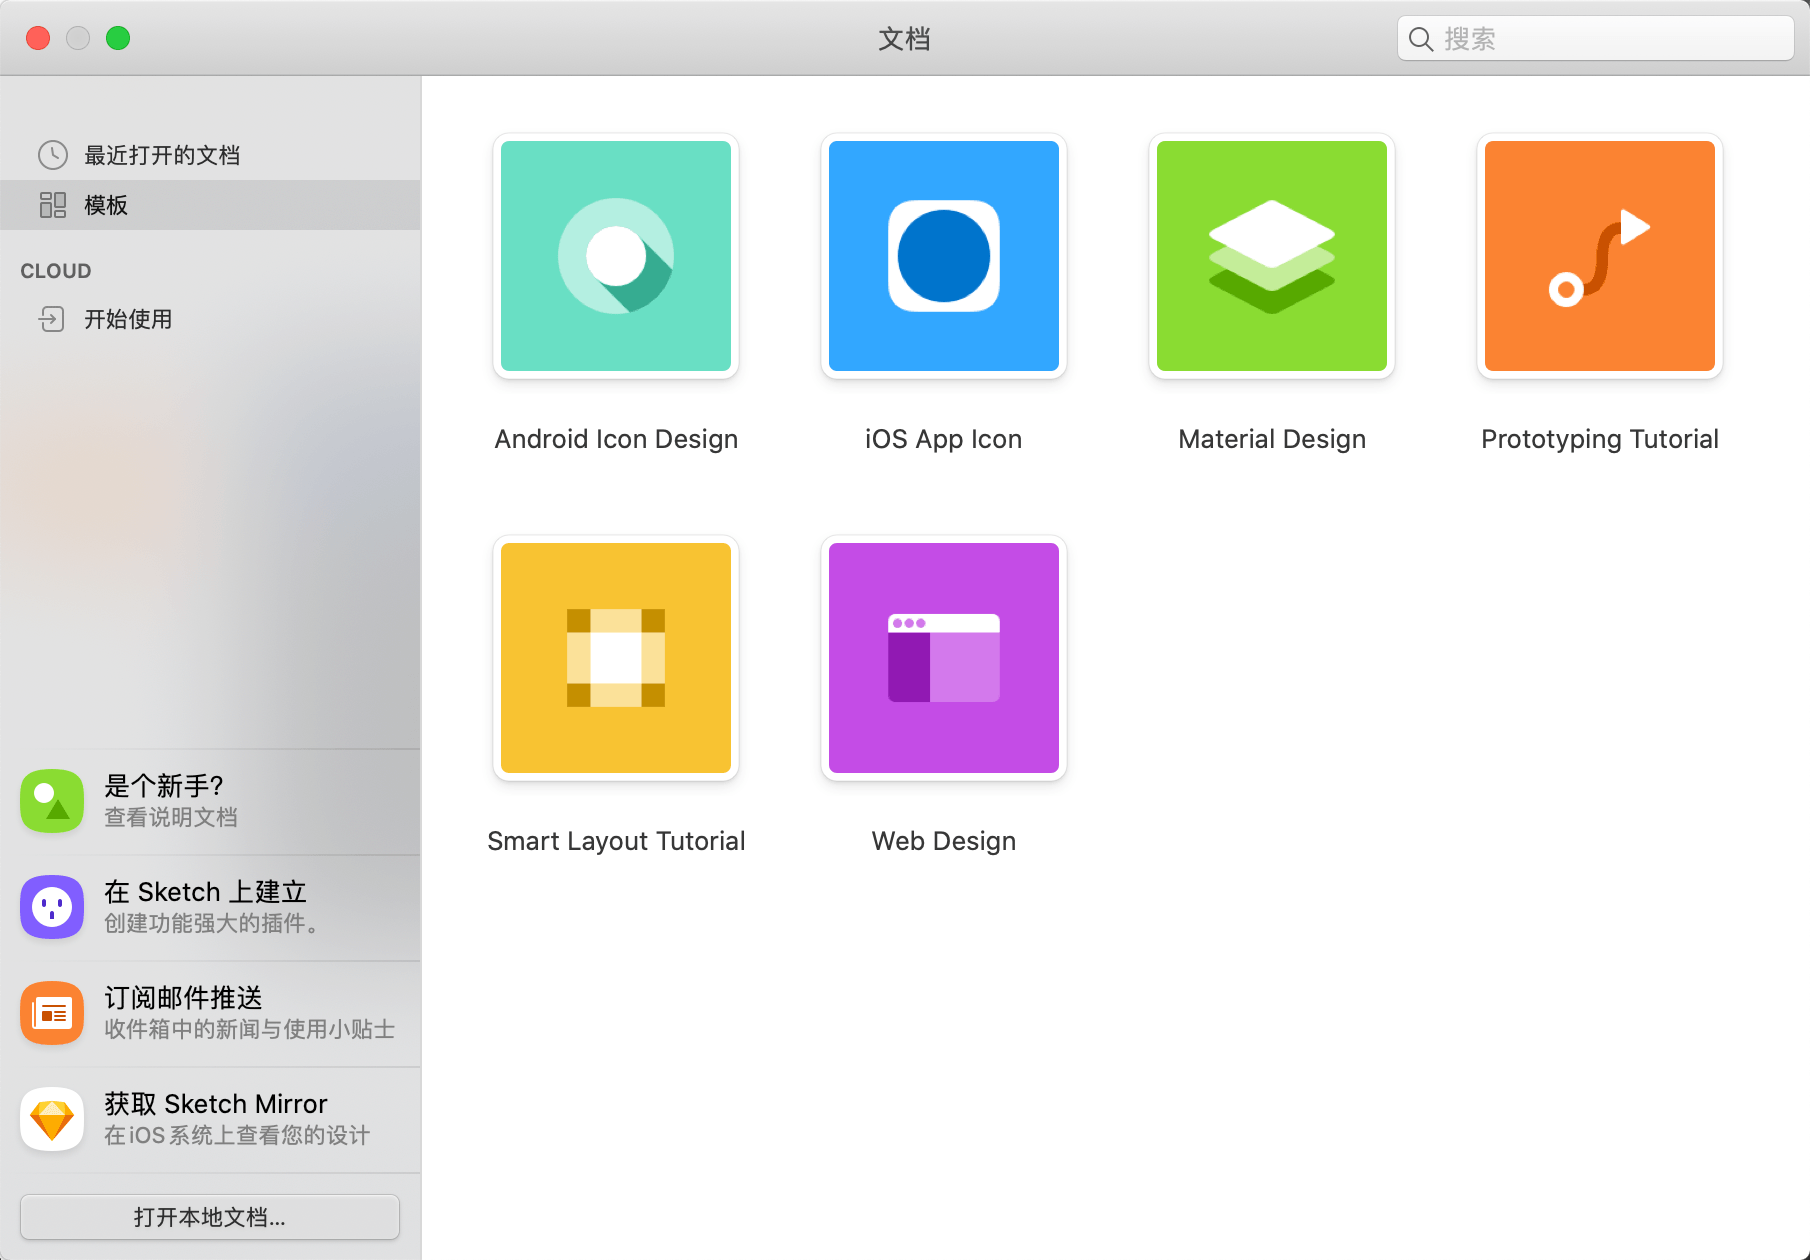 文档
搜索
最近打开的文档
模板
CLOUD
开始使用
Android Icon Design
iOS App Icon
Material Design
Prototyping Tutorial
Smart Layout Tutorial
Web Design
是个新手?
查看说明文档
在 Sketch 上建立
创建功能强大的插件。
订阅邮件推送
收件箱中的新闻与使用小贴士
获取 Sketch Mirror
在iOS系统上查看您的设计
打开本地文档...